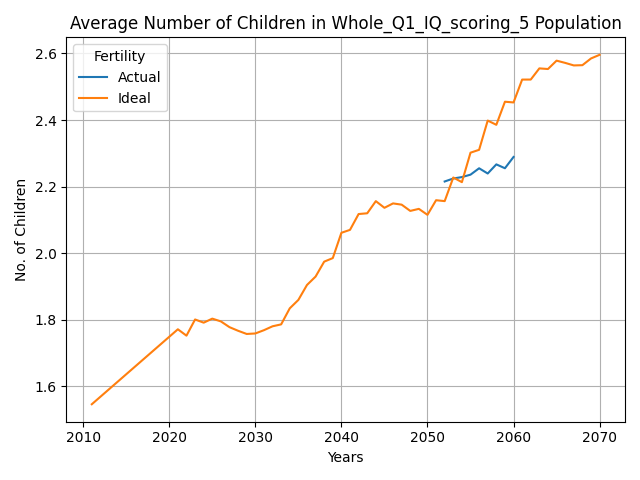 Average Number of Children in Whole_Q1_IQ_scoring_5 Population
Fertility
Actual
Ideal
No. of Children
2.6
2.4
2.2
2.0
1.8
1.6
2010 2020 2030 2040 2050 2060 2070
Years